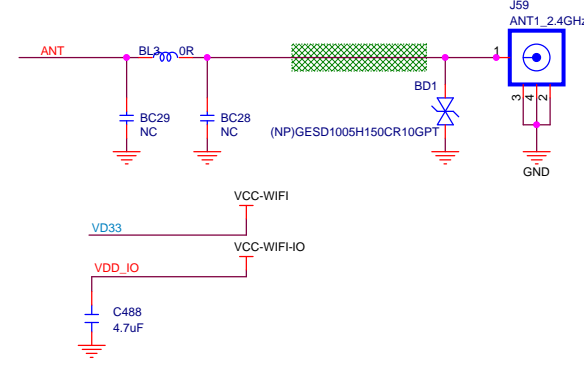 J59
ANT1_2.4GHz
ANT
BL3 0R
1
BD1
3
4
2
BC29
NC
BC28
NC
(NP)GESD1005H150CR10GPT
GND
VCC-WIFI
VD33
VCC-WIFI-IO
VDD_IO
C488
4.7uF